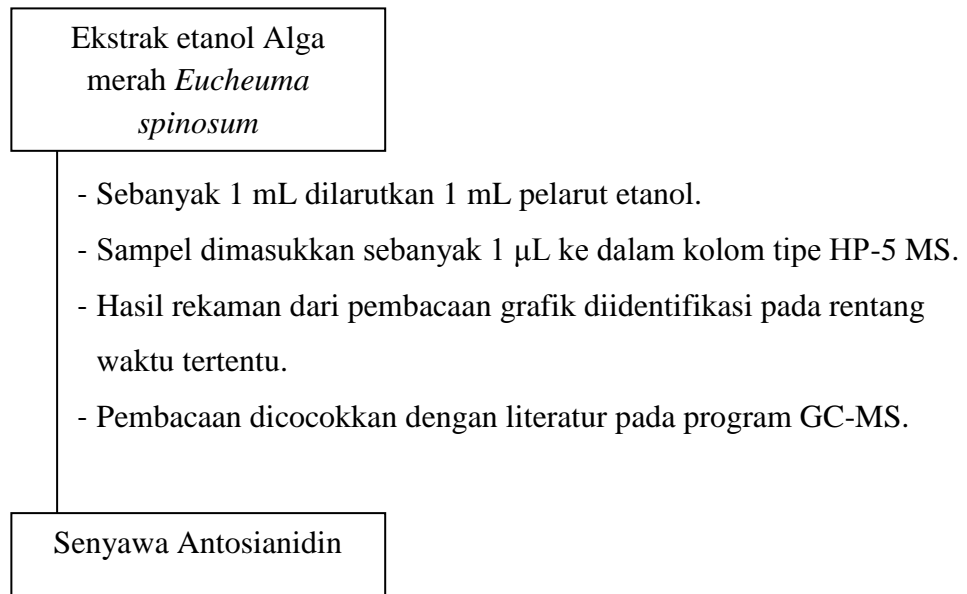 Ekstrak etanol Alga
merah Eucheuma
spinosum
- Sebanyak 1 mL dilarutkan 1 mL pelarut etanol.
- Sampel dimasukkan sebanyak 1 μL ke dalam kolom tipe HP-5 MS.
- Hasil rekaman dari pembacaan grafik diidentifikasi pada rentang
waktu tertentu.
- Pembacaan dicocokkan dengan literatur pada program GC-MS.
Senyawa Antosianidin